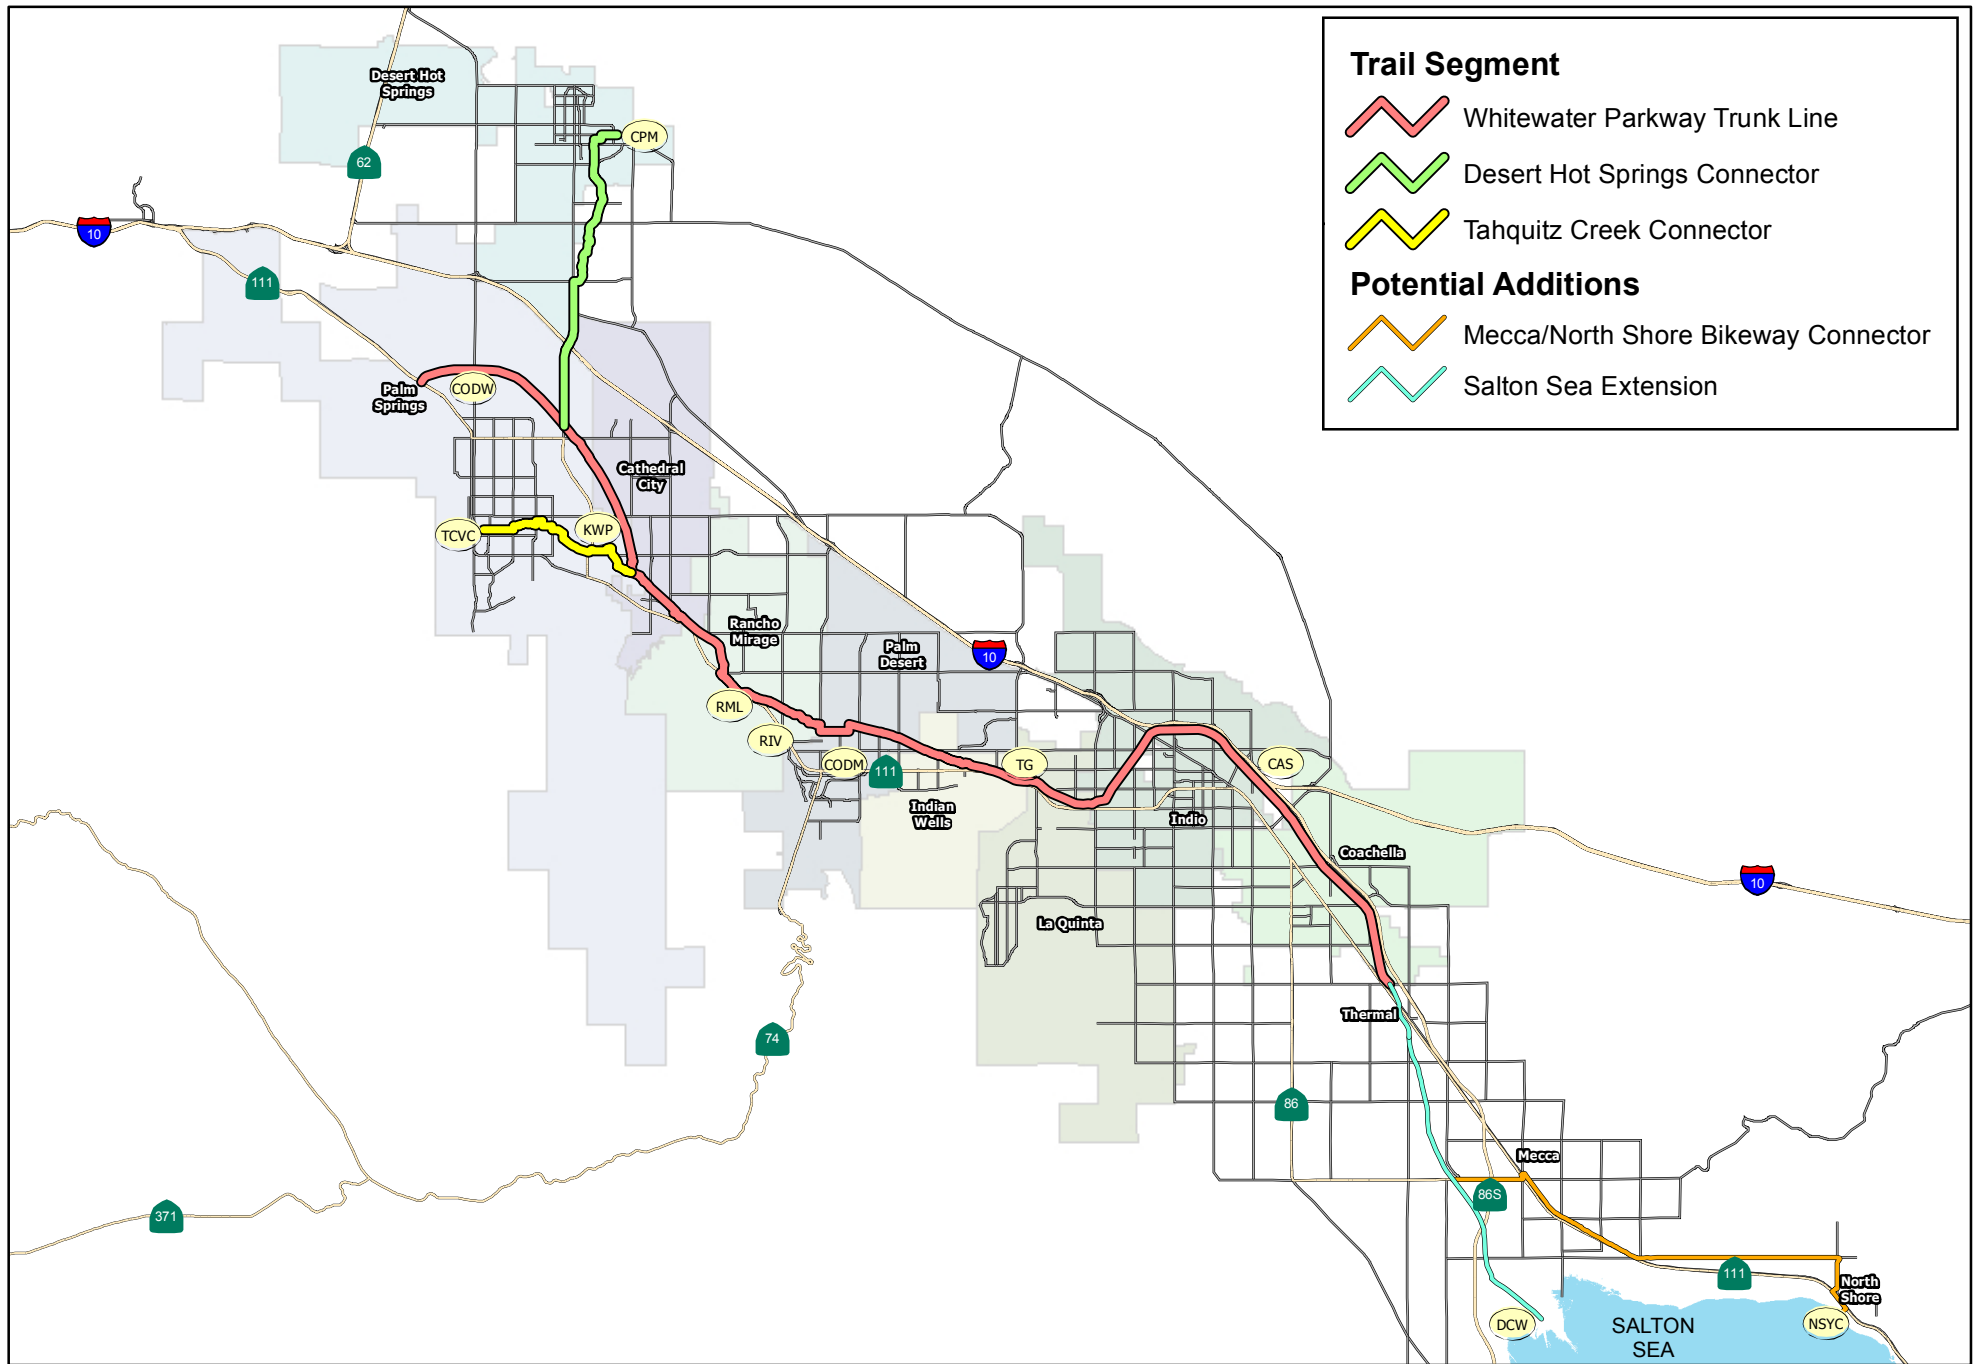 Trail Segment
Whitewater Parkway Trunk Line
Desert Hot Springs Connector
Tahquitz Creek Connector
Potential Additions
Mecca/North Shore Bikeway Connector
Salton Sea Extension
Desert Hot
Springs
CPM
62
10
111
Palm
Springs
CODW
Cathedral
City
TCVC
KWP
Rancho
Mirage
Palm
Desert
10
RML
RIV
CODM
111
TG
CAS
Indian
Wells
Indio
Coachella
10
La Quinta
Thermal
74
86
Mecca
86S
371
111
North
Shore
DCW
SALTON
SEA
NSYC